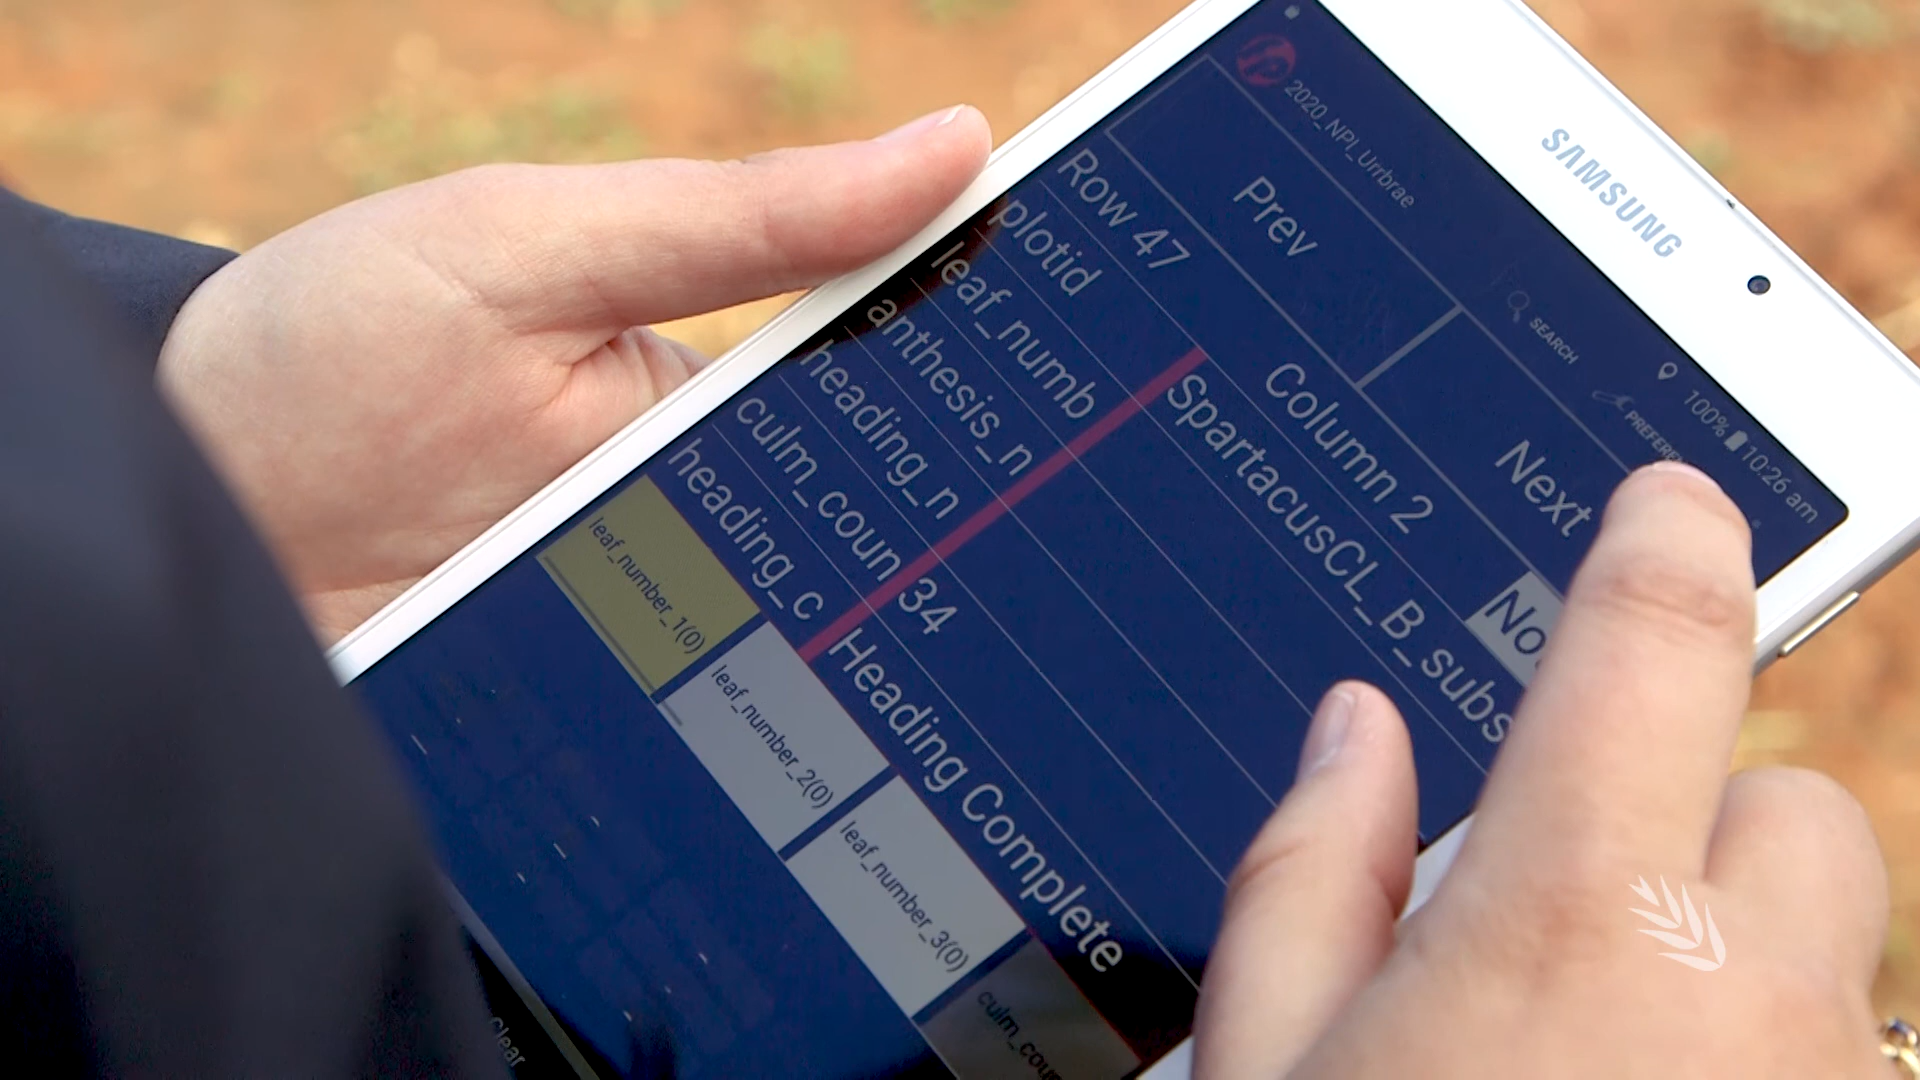 SAMSUNG
100% 10:26 am
2020_NPI_Urrbrae
SEARCH
Prev
Next
Row 47
Column 2
plotid
SpartacusCL_B_subs
leaf_numb
anthesis_n
heading_n
culm_coun 34
heading_c Heading Complete
leaf_number_1(0)
leaf_number_2(0)
leaf_number_3(0)
Clear